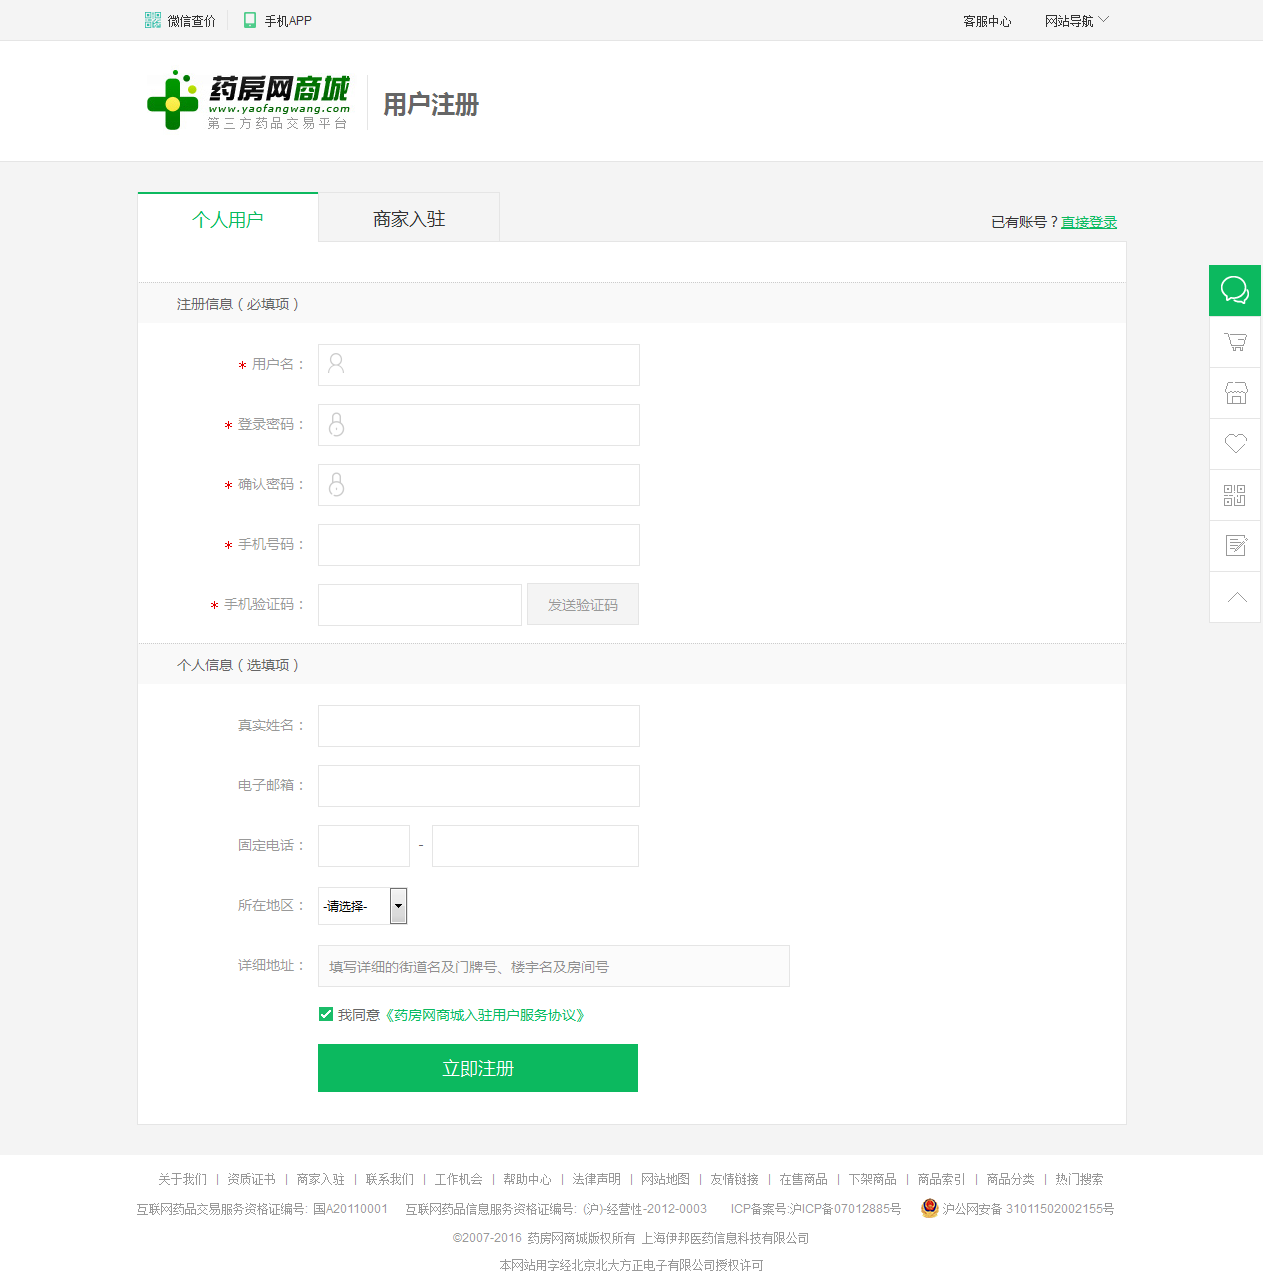 微信查价 手机APP 客服中心 网站导航
药房网商城
www.yaofangwang.com
第三方药品交易平台
用户注册
个人用户 商家入驻 已有账号？直接登录
注册信息（必填项）
* 用户名：
* 登录密码：
* 确认密码：
* 手机号码：
* 手机验证码： 发送验证码
个人信息（选填项）
真实姓名：
电子邮箱：
固定电话： -
所在地区： -请选择-
详细地址： 填写详细的街道名及门牌号、楼宇名及房间号
我同意《药房网商城入驻用户服务协议》
立即注册
关于我们 | 资质证书 | 商家入驻 | 联系我们 | 工作机会 | 帮助中心 | 法律声明 | 网站地图 | 友情链接 | 在售商品 | 下架商品 | 商品索引 | 商品分类 | 热门搜索
互联网药品交易服务资格证编号: 国A20110001 互联网药品信息服务资格证编号: (沪)-经营性-2012-0003 ICP备案号:沪ICP备07012885号 沪公网安备 31011502002155号
©2007-2016 药房网商城版权所有 上海伊邦医药信息科技有限公司
本网站用字经北京北大方正电子有限公司授权许可